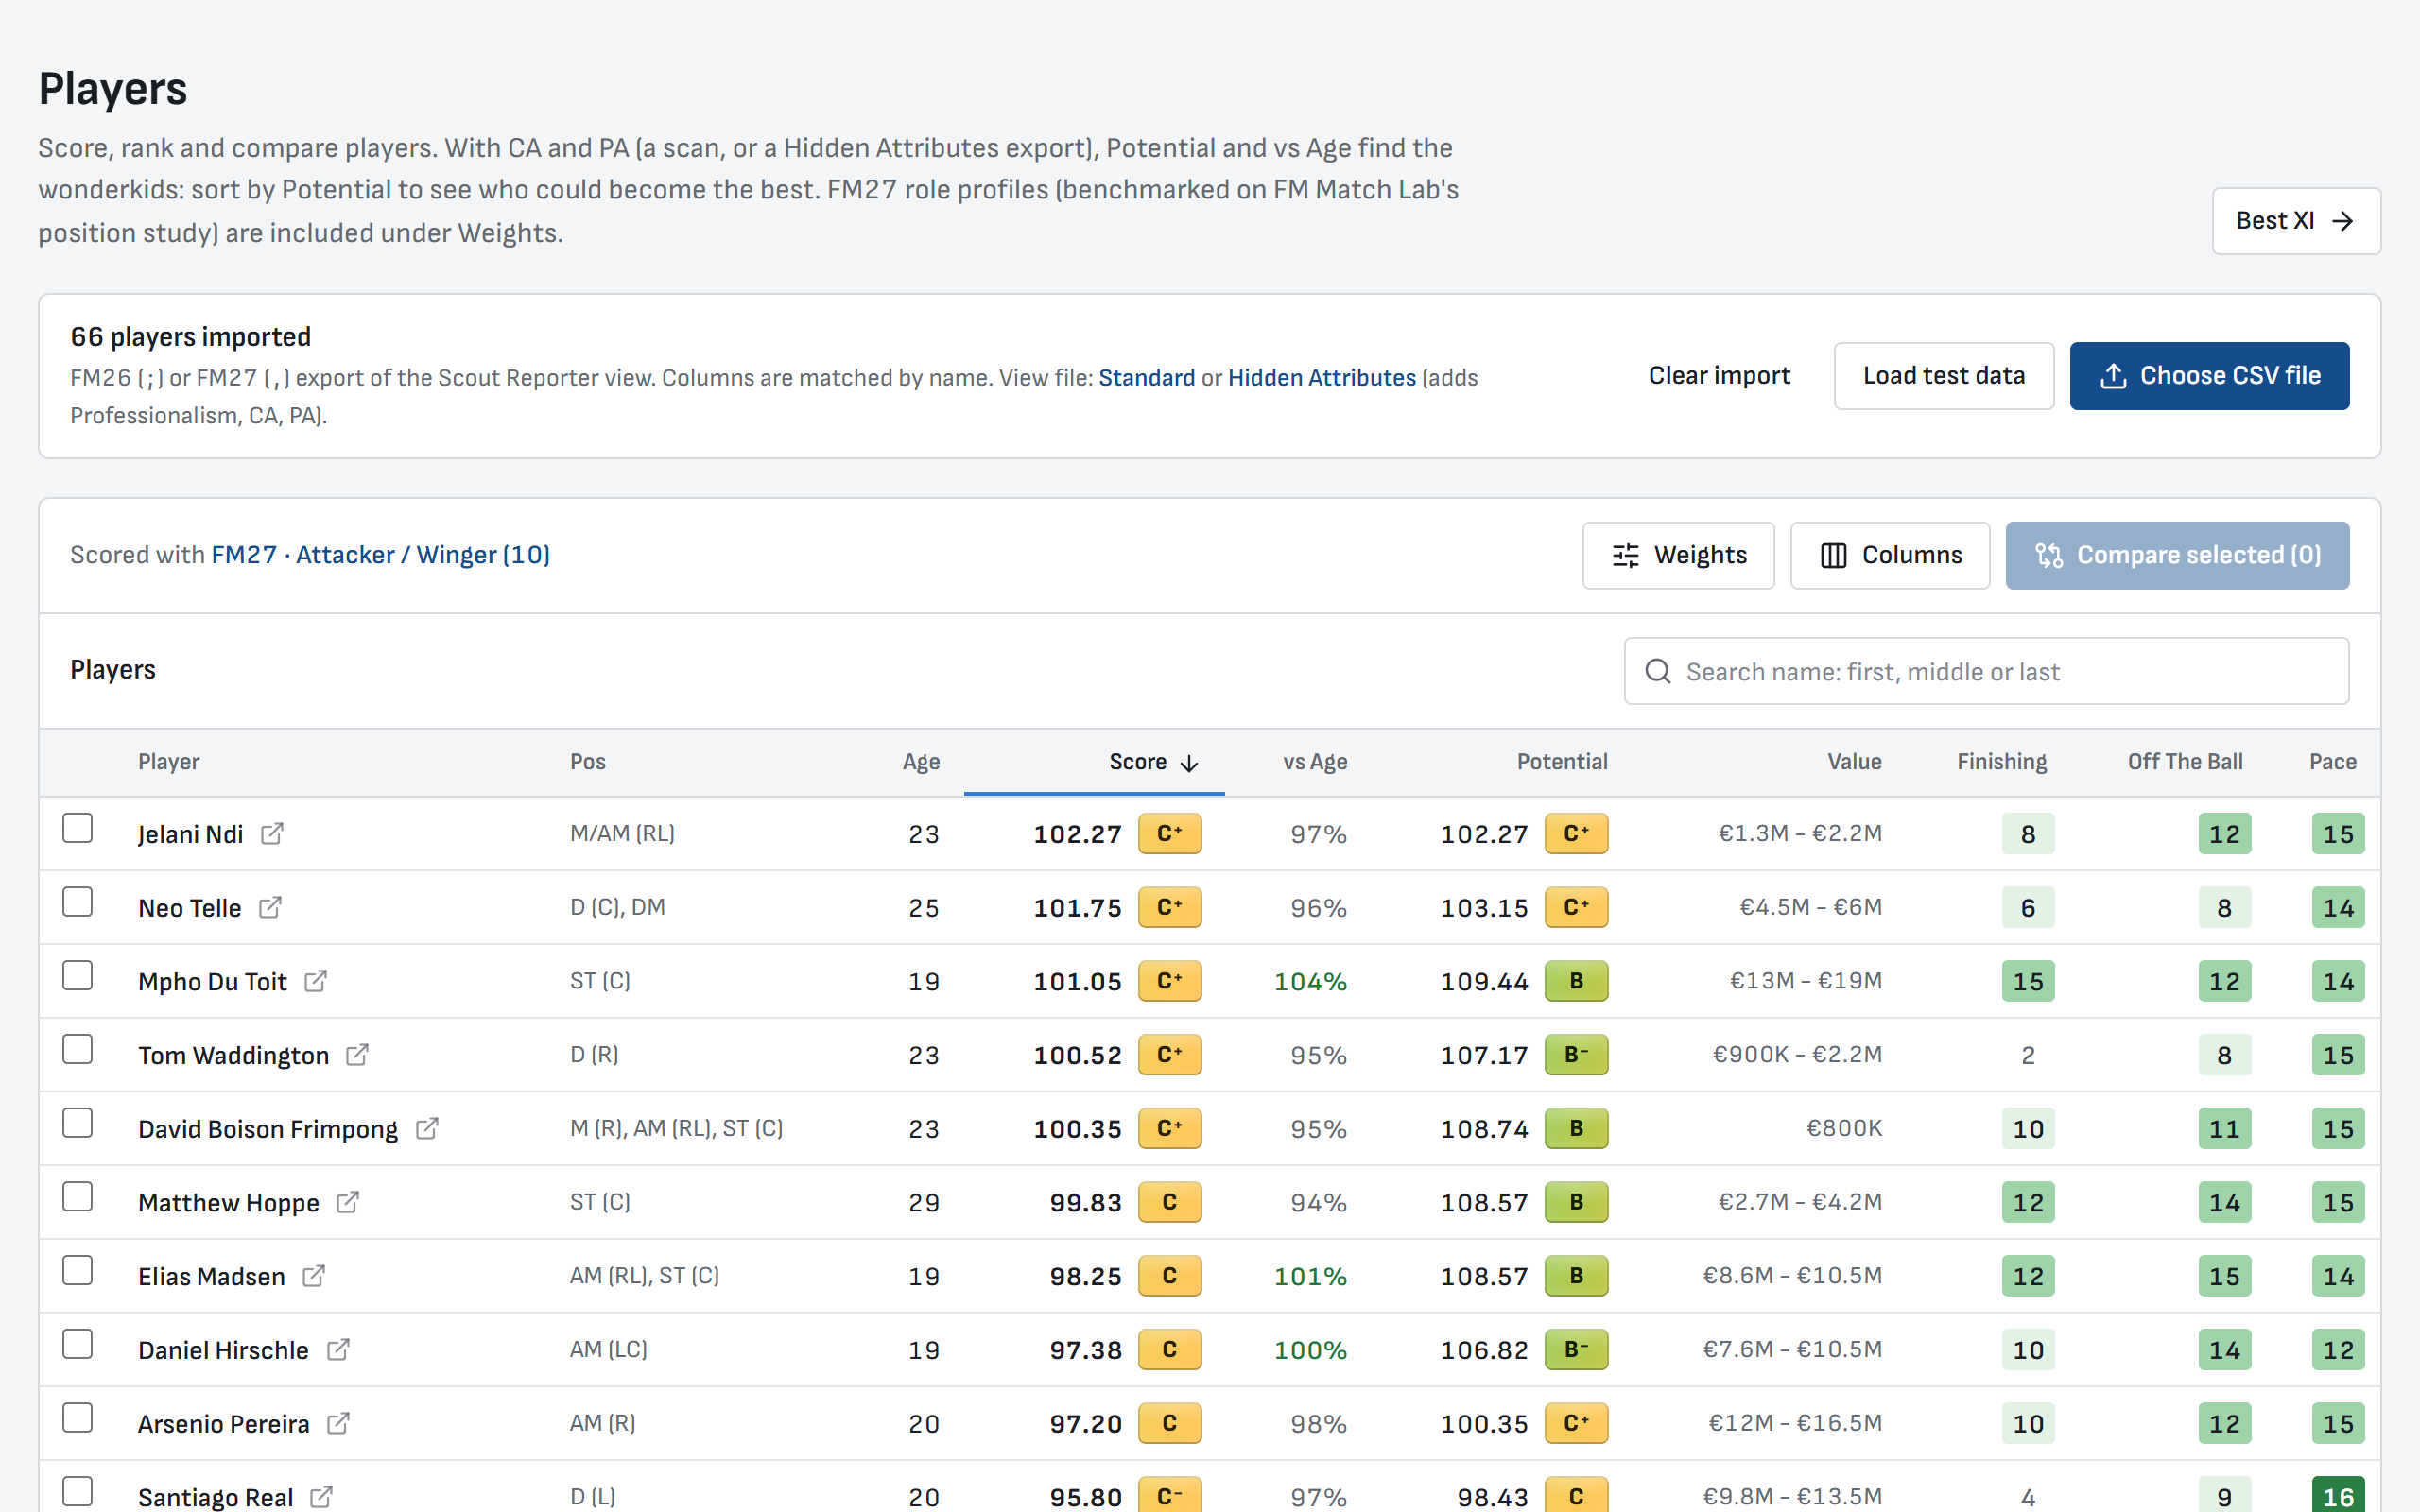 Players
Score, rank and compare players. With CA and PA (a scan, or a Hidden Attributes export), Potential and vs Age find the
wonderkids: sort by Potential to see who could become the best. FM27 role profiles (benchmarked on FM Match Lab's
position study) are included under Weights.
Best XI →
66 players imported
FM26 (;) or FM27 (,) export of the Scout Reporter view. Columns are matched by name. View file: Standard or Hidden Attributes (adds
Professionalism, CA, PA).
Clear import Load test data Choose CSV file
Scored with FM27 · Attacker / Winger (10) Weights Columns Compare selected (0)
Players Search name: first, middle or last
Player Pos Age Score ↓ vs Age Potential Value Finishing Off The Ball Pace
Jelani Ndi M/AM (RL) 23 102.27 C+ 97% 102.27 C+ €1.3M - €2.2M 8 12 15
Neo Telle D (C), DM 25 101.75 C+ 96% 103.15 C+ €4.5M - €6M 6 8 14
Mpho Du Toit ST (C) 19 101.05 C+ 104% 109.44 B €13M - €19M 15 12 14
Tom Waddington D (R) 23 100.52 C+ 95% 107.17 B- €900K - €2.2M 2 8 15
David Boison Frimpong M (R), AM (RL), ST (C) 23 100.35 C+ 95% 108.74 B €800K 10 11 15
Matthew Hoppe ST (C) 29 99.83 C 94% 108.57 B €2.7M - €4.2M 12 14 15
Elias Madsen AM (RL), ST (C) 19 98.25 C 101% 108.57 B €8.6M - €10.5M 12 15 14
Daniel Hirschle AM (LC) 19 97.38 C 100% 106.82 B- €7.6M - €10.5M 10 14 12
Arsenio Pereira AM (R) 20 97.20 C 98% 100.35 C+ €12M - €16.5M 10 12 15
Santiago Real D (L) 20 95.80 C- 97% 98.43 C €9.8M - €13.5M 4 9 16